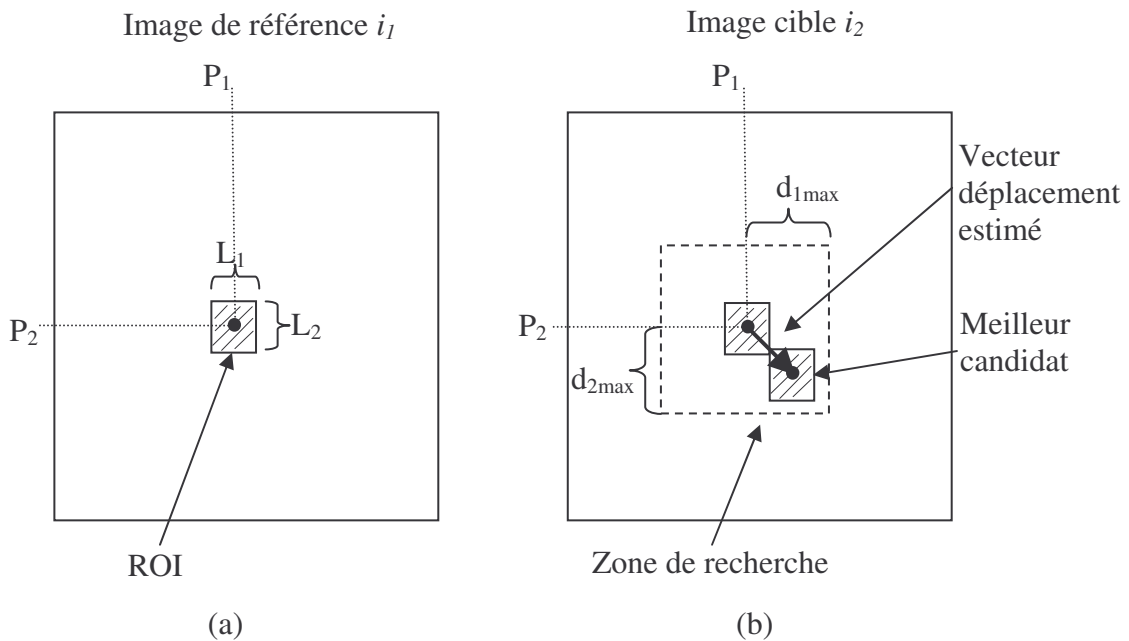 Image de référence i₁
P₁
L₁
P₂
L₂
ROI
(a)
Image cible i₂
P₁
d₁max
Vecteur
déplacement
estimé
P₂
d₂max
Meilleur
candidat
Zone de recherche
(b)